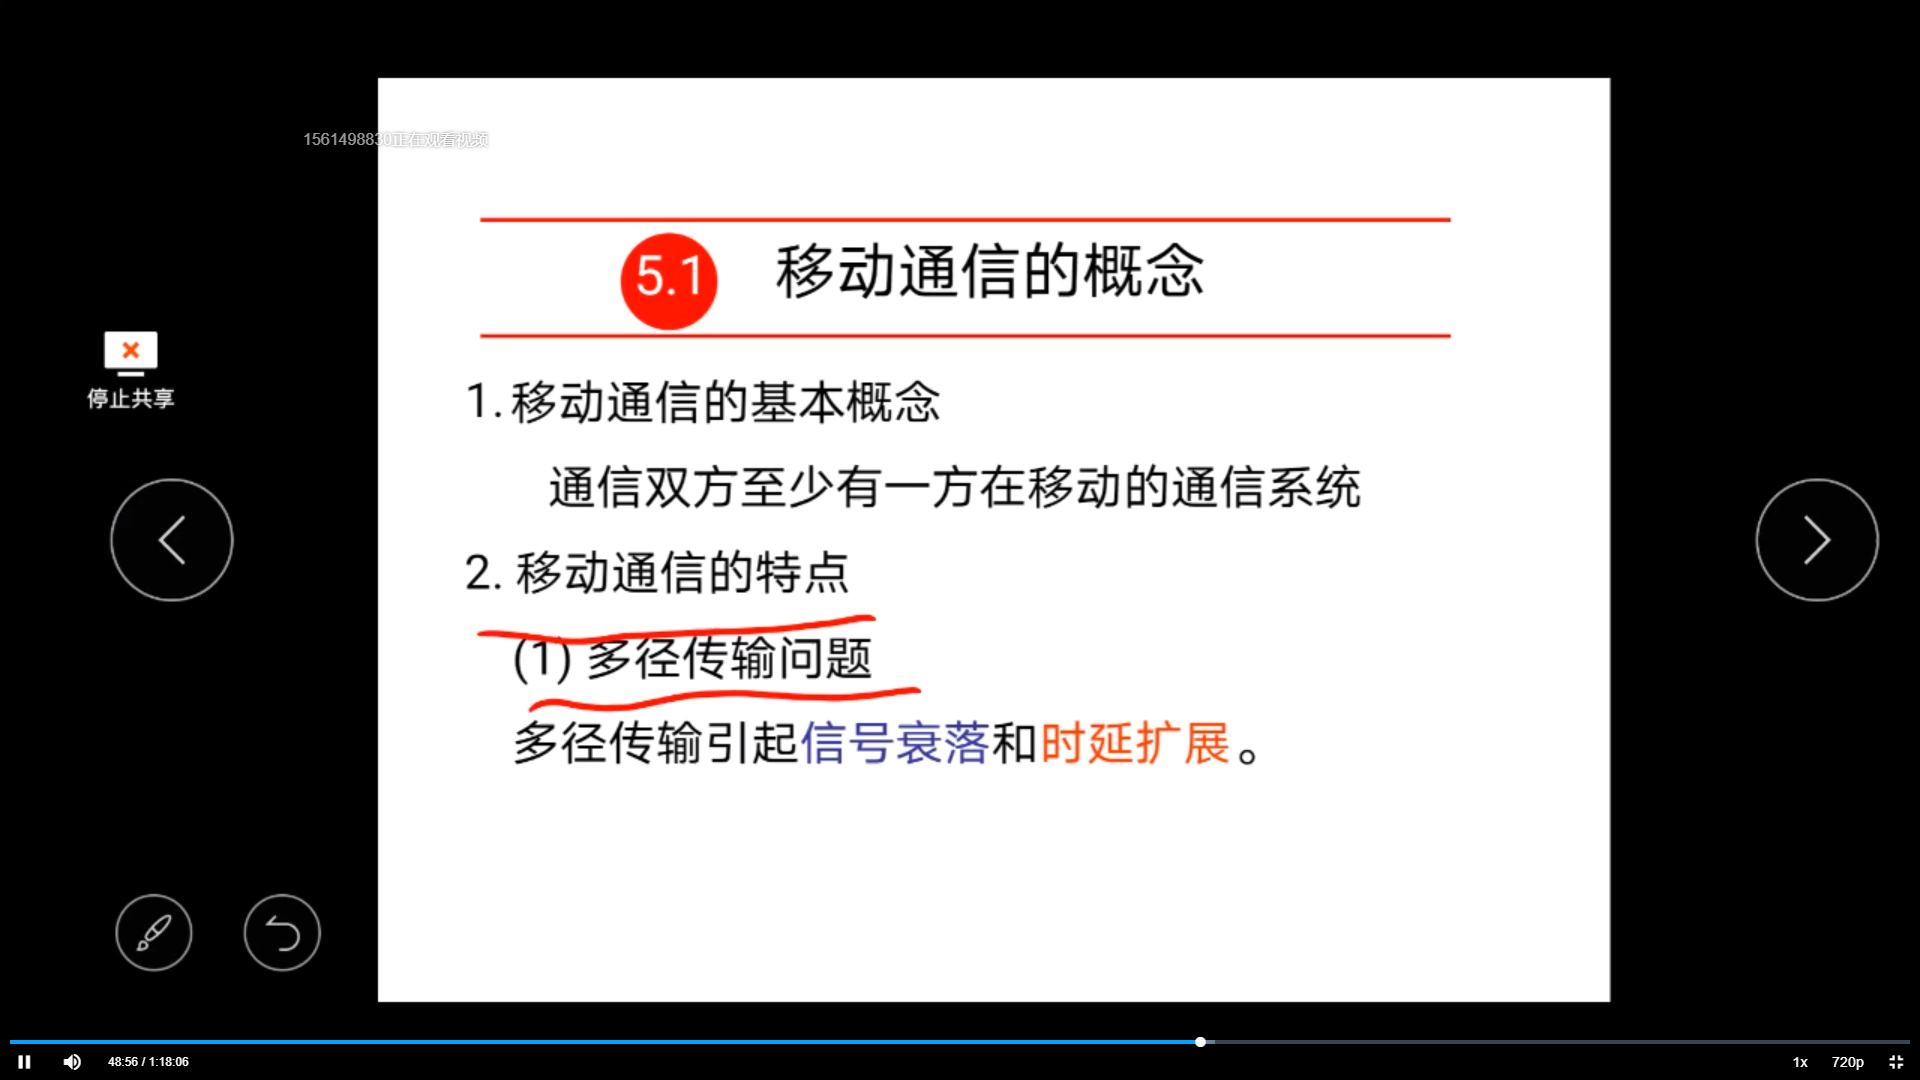 1561498830正在观看视频
5.1 移动通信的概念
1.移动通信的基本概念
通信双方至少有一方在移动的通信系统
停止共享
2. 移动通信的特点
(1) 多径传输问题
多径传输引起信号衰落和时延扩展。
48:56 / 1:18:06
1x
720p